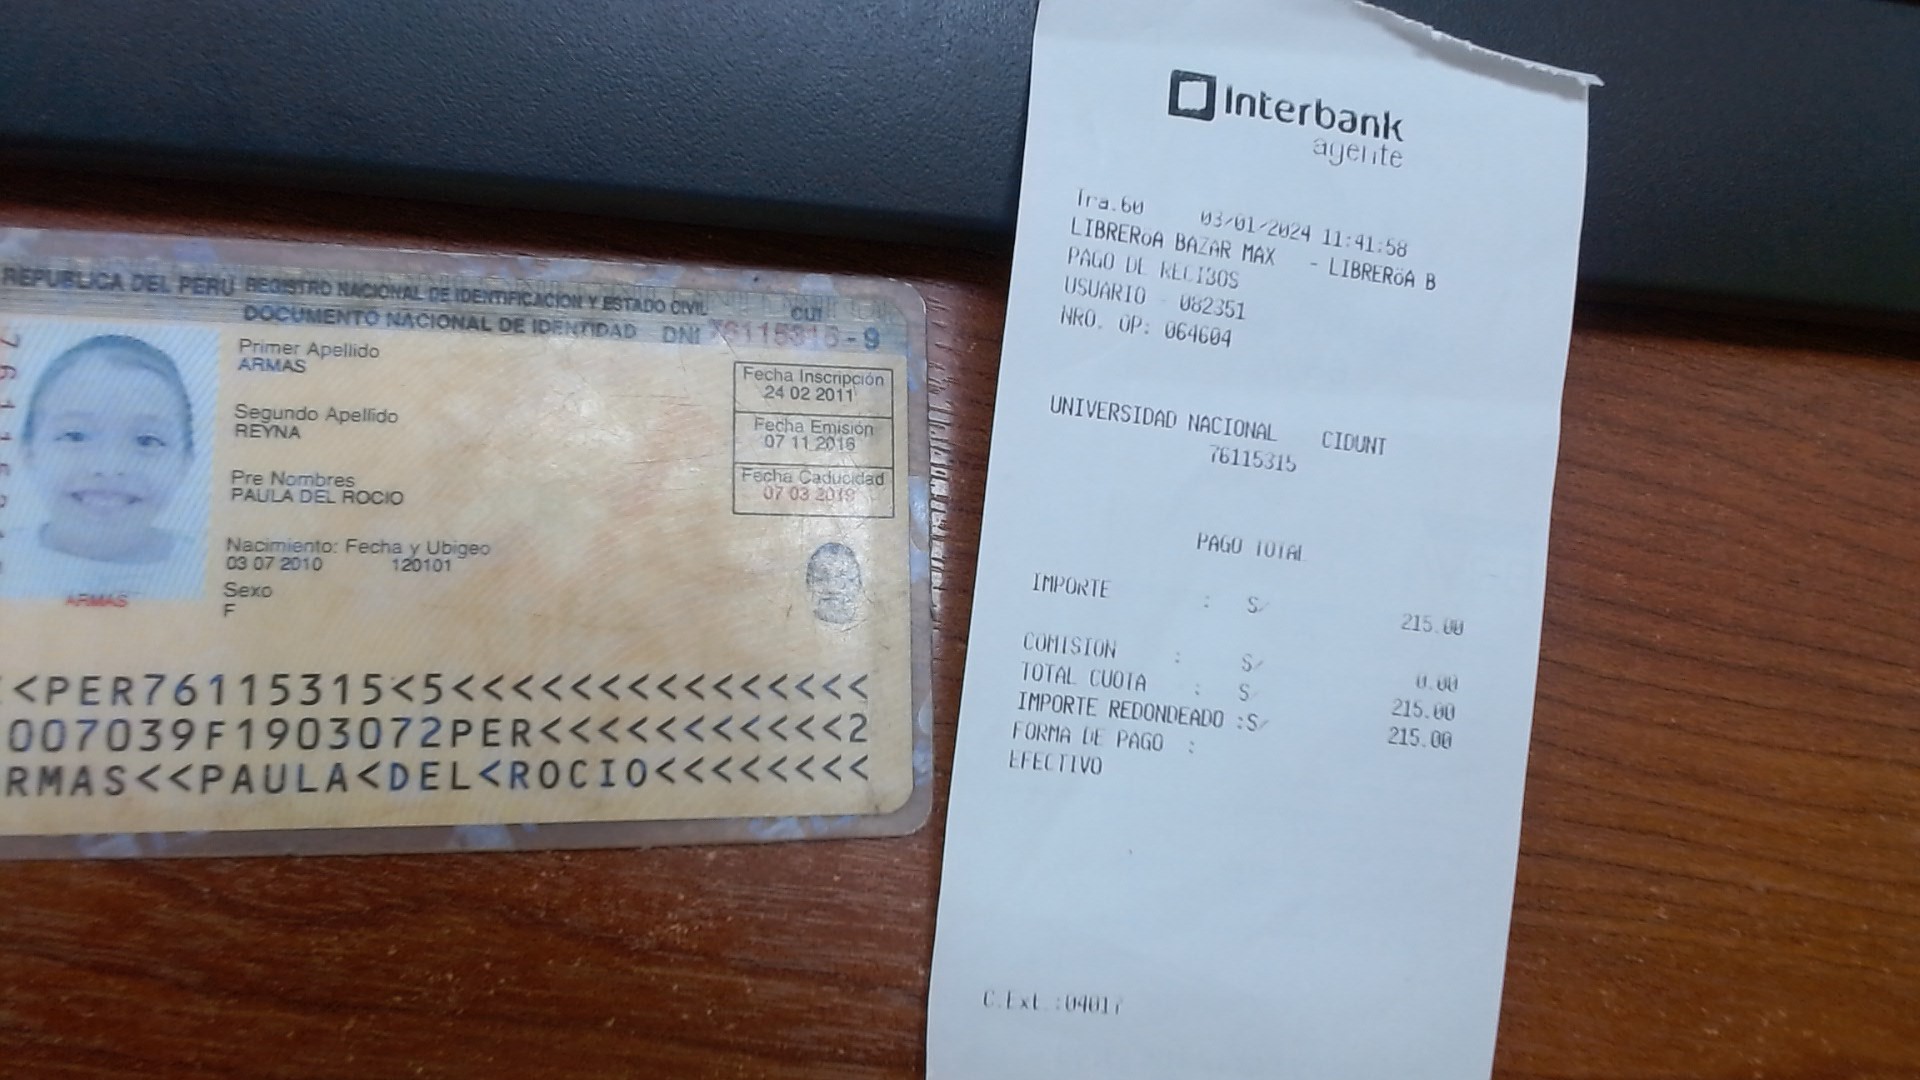 REPUBLICA DEL PERU REGISTRO NACIONAL DE IDENTIFICACION Y ESTADO CIVIL
CUI
DOCUMENTO NACIONAL DE IDENTIDAD DNI 76115315 - 9
Primer Apellido
ARMAS
Segundo Apellido
REYNA
Pre Nombres
PAULA DEL ROCIO
Nacimiento: Fecha y Ubigeo
03 07 2010 120101
Sexo
F
Fecha Inscripción
24 02 2011
Fecha Emisión
07 11 2016
Fecha Caducidad
07 03 2019
ARMAS
<<PER76115315<5<<<<<<<<<<<<<<<
007039F1903072PER<<<<<<<<<<<2
RMAS<<PAULA<DEL<ROCIO<<<<<<<<
Interbank
agente
Tra.60 03/01/2024 11:41:58
LIBRERöA BAZAR MAX - LIBRERöA B
PAGO DE RECIBOS
USUARIO 082351
NRO. OP: 064604
UNIVERSIDAD NACIONAL CIDUNT
76115315
PAGO TOTAL
IMPORTE : S/ 215.00
COMISION : S/ 0.00
TOTAL CUOTA : S/ 215.00
IMPORTE REDONDEADO :S/ 215.00
FORMA DE PAGO :
EFECTIVO
C.Ext.:04017